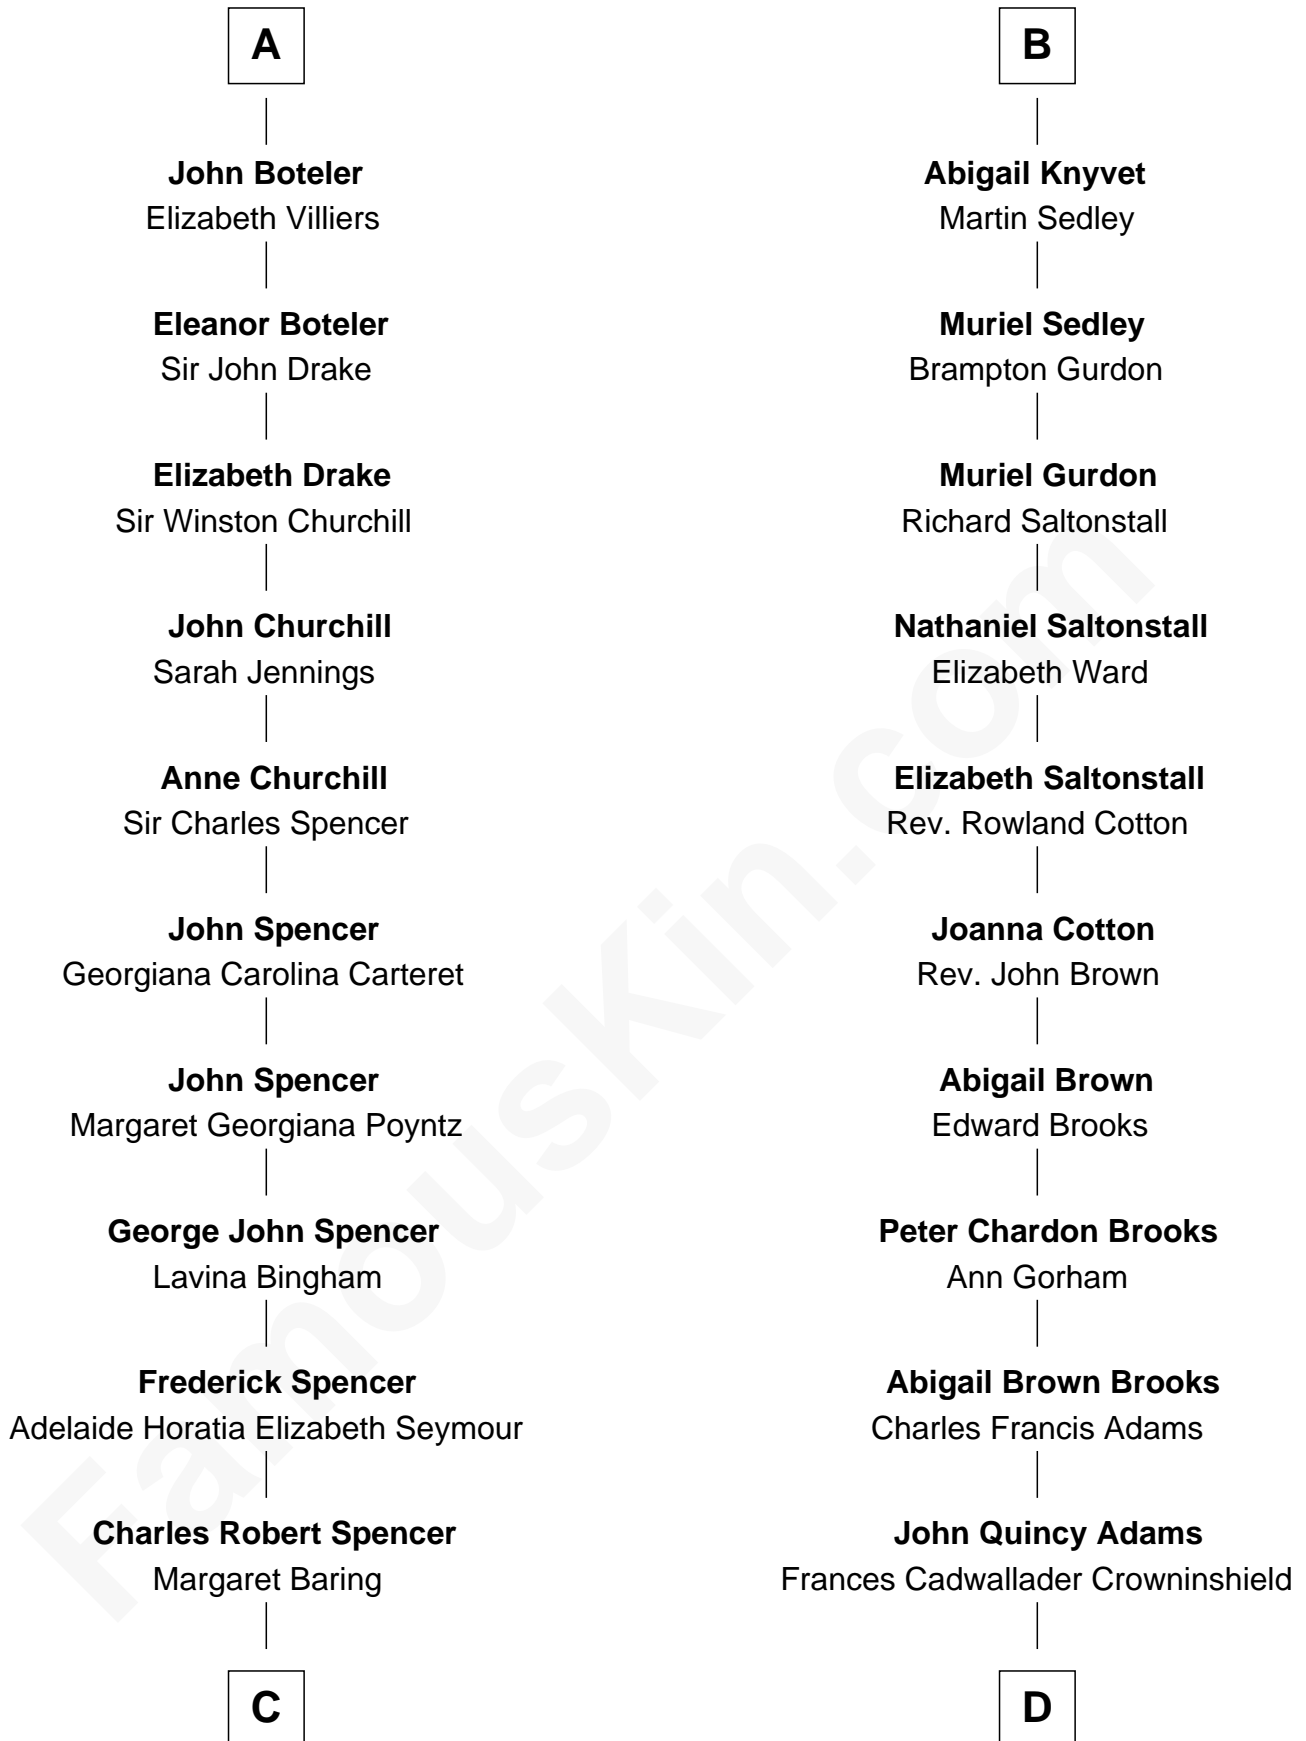 A
John Boteler
Elizabeth Villiers
Eleanor Boteler
Sir John Drake
Elizabeth Drake
Sir Winston Churchill
John Churchill
Sarah Jennings
Anne Churchill
Sir Charles Spencer
John Spencer
Georgiana Carolina Carteret
John Spencer
Margaret Georgiana Poyntz
George John Spencer
Lavina Bingham
Frederick Spencer
Adelaide Horatia Elizabeth Seymour
Charles Robert Spencer
Margaret Baring
C
B
Abigail Knyvet
Martin Sedley
Muriel Sedley
Brampton Gurdon
Muriel Gurdon
Richard Saltonstall
Nathaniel Saltonstall
Elizabeth Ward
Elizabeth Saltonstall
Rev. Rowland Cotton
Joanna Cotton
Rev. John Brown
Abigail Brown
Edward Brooks
Peter Chardon Brooks
Ann Gorham
Abigail Brown Brooks
Charles Francis Adams
John Quincy Adams
Frances Cadwallader Crowninshield
D
FamousKin.com